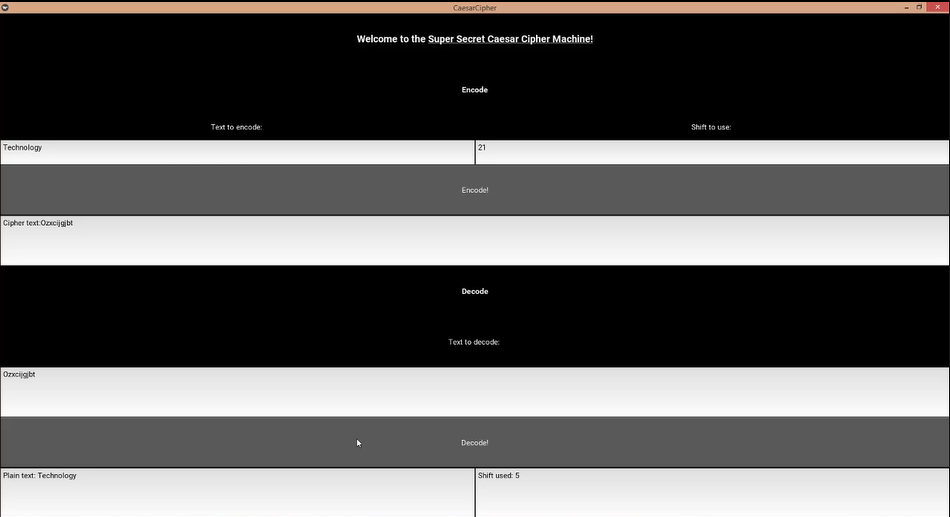 CaesarCipher
Welcome to the Super Secret Caesar Cipher Machine!
Encode
Text to encode:
Shift to use:
Technology
21
Encode!
Cipher text:Ozxcijgjbt
Decode
Text to decode:
Ozxcijgjbt
Decode!
Plain text: Technology
Shift used: 5